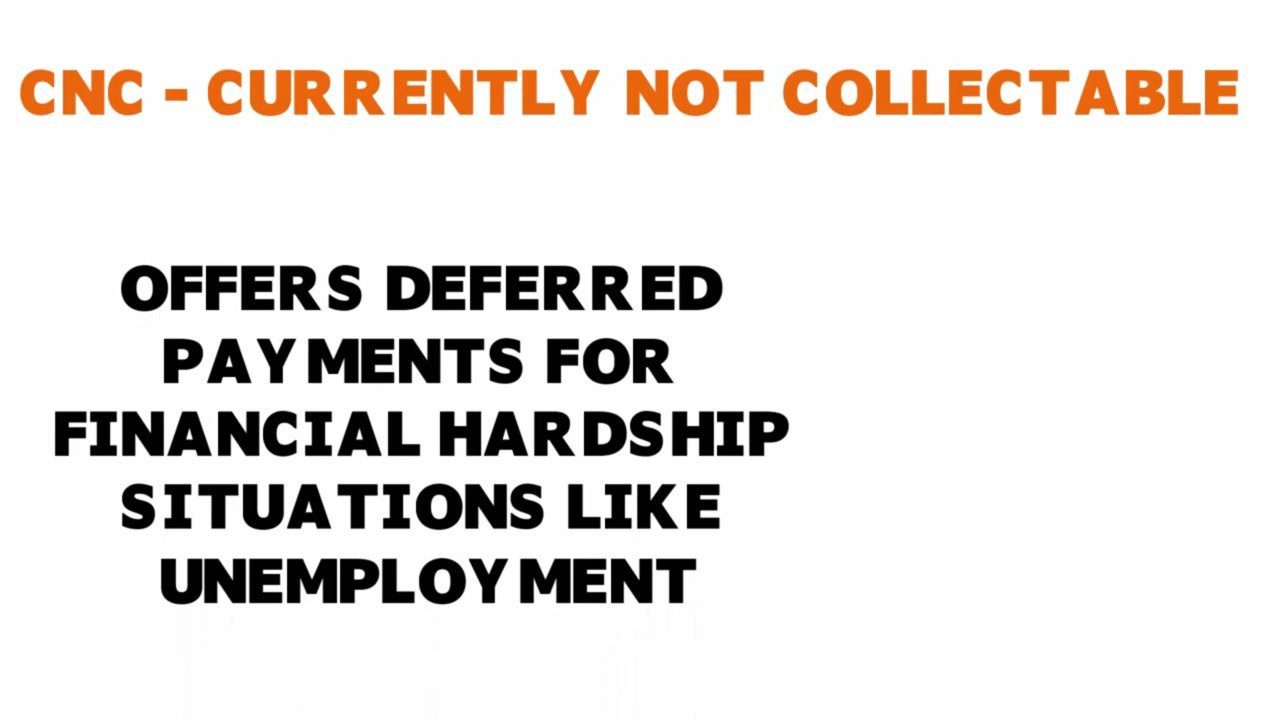 CNC - CURRENTLY NOT COLLECTABLE
OFFERS DEFERRED
PAYMENTS FOR
FINANCIAL HARDSHIP
SITUATIONS LIKE
UNEMPLOYMENT